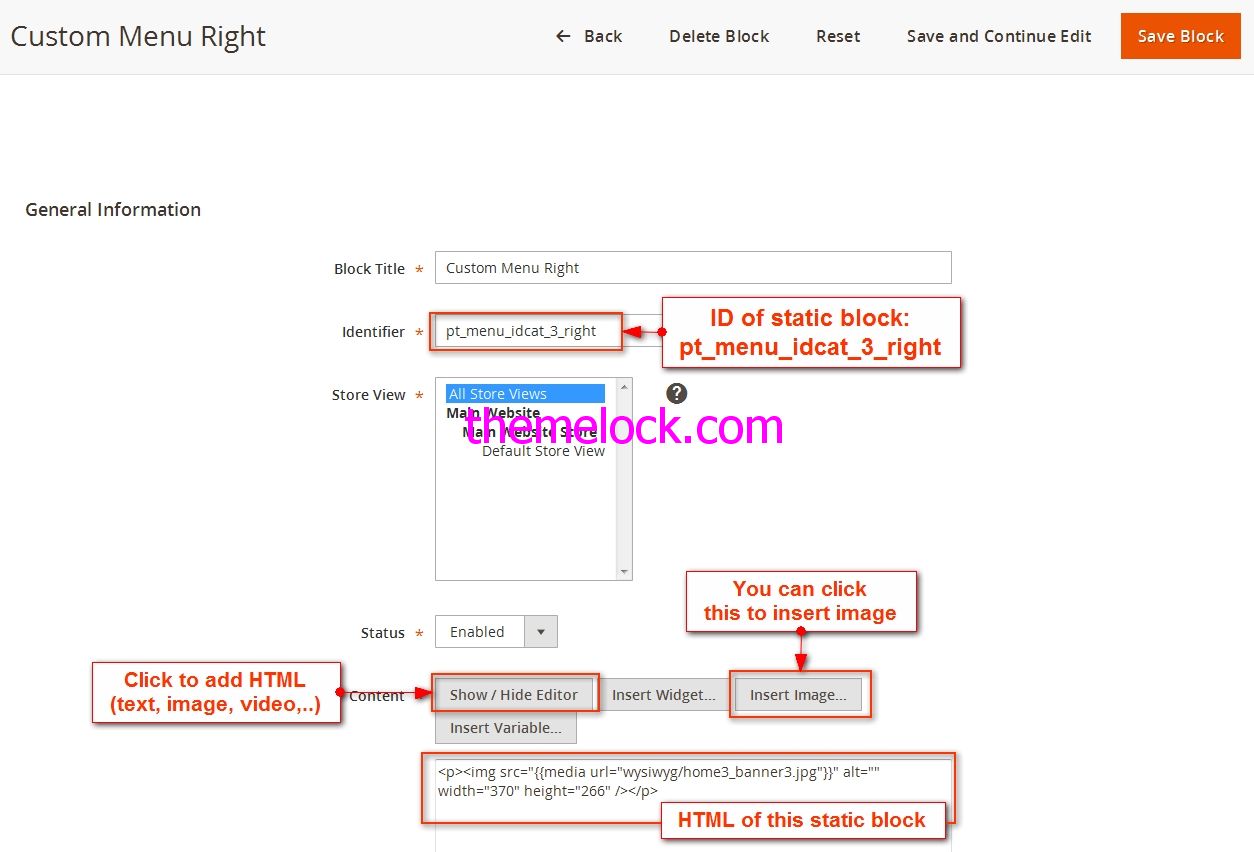 Custom Menu Right
← Back
Delete Block
Reset
Save and Continue Edit
Save Block
General Information
Block Title *
Custom Menu Right
Identifier *
pt_menu_idcat_3_right
ID of static block:
pt_menu_idcat_3_right
Store View *
All Store Views
?
Main Website
Main Website Store
Default Store View
themelock.com
You can click
this to insert image
Status *
Enabled
Click to add HTML
(text, image, video,..)
Content
Show / Hide Editor
Insert Widget...
Insert Image...
Insert Variable...
<p><img src="{{media url="wysiwyg/home3_banner3.jpg"}}" alt=""
width="370" height="266" /></p>
HTML of this static block